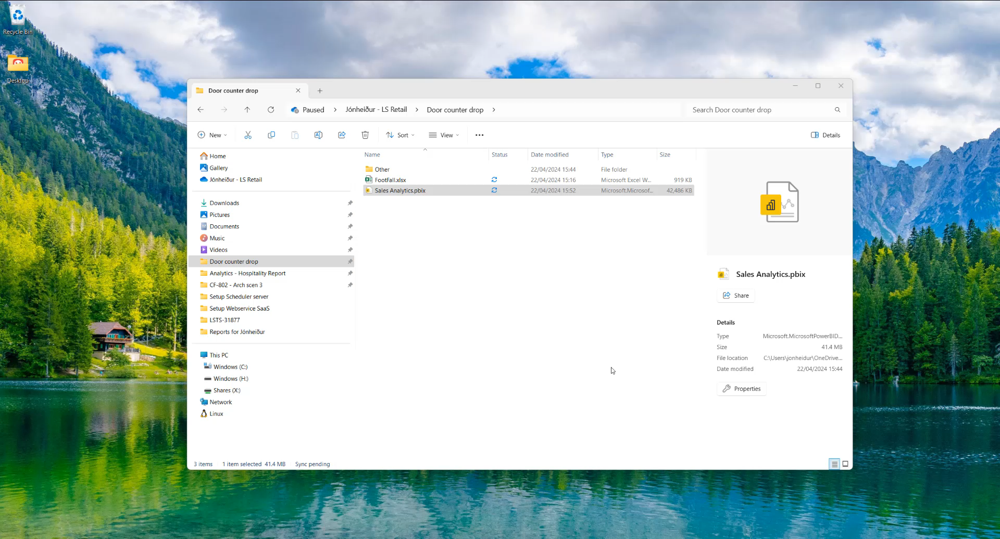 Recycle Bin
Desktop
Door counter drop
Paused > Jónheiður - LS Retail > Door counter drop >
Search Door counter drop
New
Sort
View
Details
Home
Gallery
Jónheiður - LS Retail
Downloads
Pictures
Documents
Music
Videos
Door counter drop
Analytics - Hospitality Report
CF-802 - Arch scen 3
Setup Scheduler server
Setup Webservice SaaS
LSTS-31877
Reports for Jónheiður
This PC
Windows (C:)
Windows (H:)
Shares (X:)
Network
Linux
Name Status Date modified Type Size
Other 22/04/2024 15:44 File folder
FootFall.xlsx 22/04/2024 15:16 Microsoft Excel W... 919 KB
Sales Analytics.pbix 22/04/2024 15:52 Microsoft.Microsof... 42,486 KB
Sales Analytics.pbix
Share
Details
Type Microsoft.MicrosoftPowerBID...
Size 41.4 MB
File location C:\Users\jonheidur\OneDrive...
Date modified 22/04/2024 15:44
Properties
3 items 1 item selected 41.4 MB Sync pending